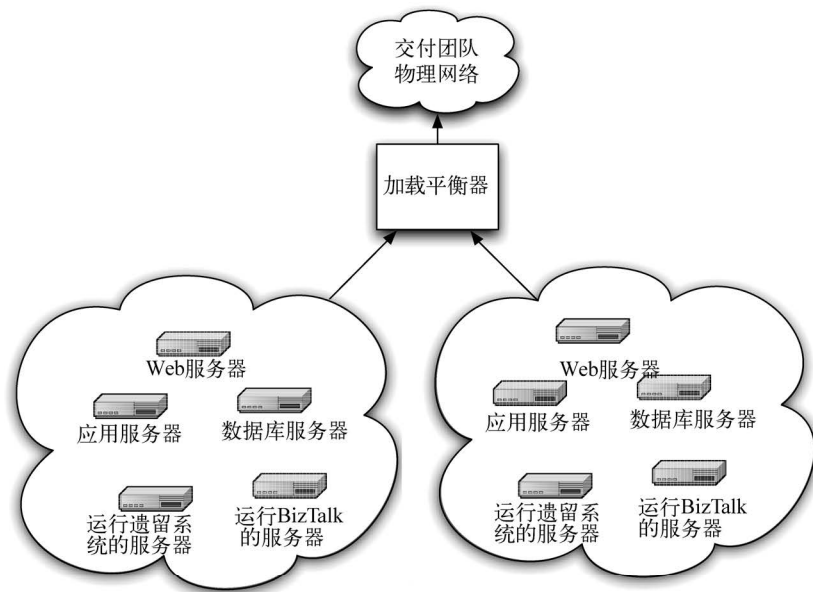 交付团队
物理网络
加载平衡器
Web服务器
应用服务器
数据库服务器
运行遗留系
统的服务器
运行BizTalk
的服务器
Web服务器
应用服务器
数据库服务器
运行遗留系
统的服务器
运行BizTalk
的服务器